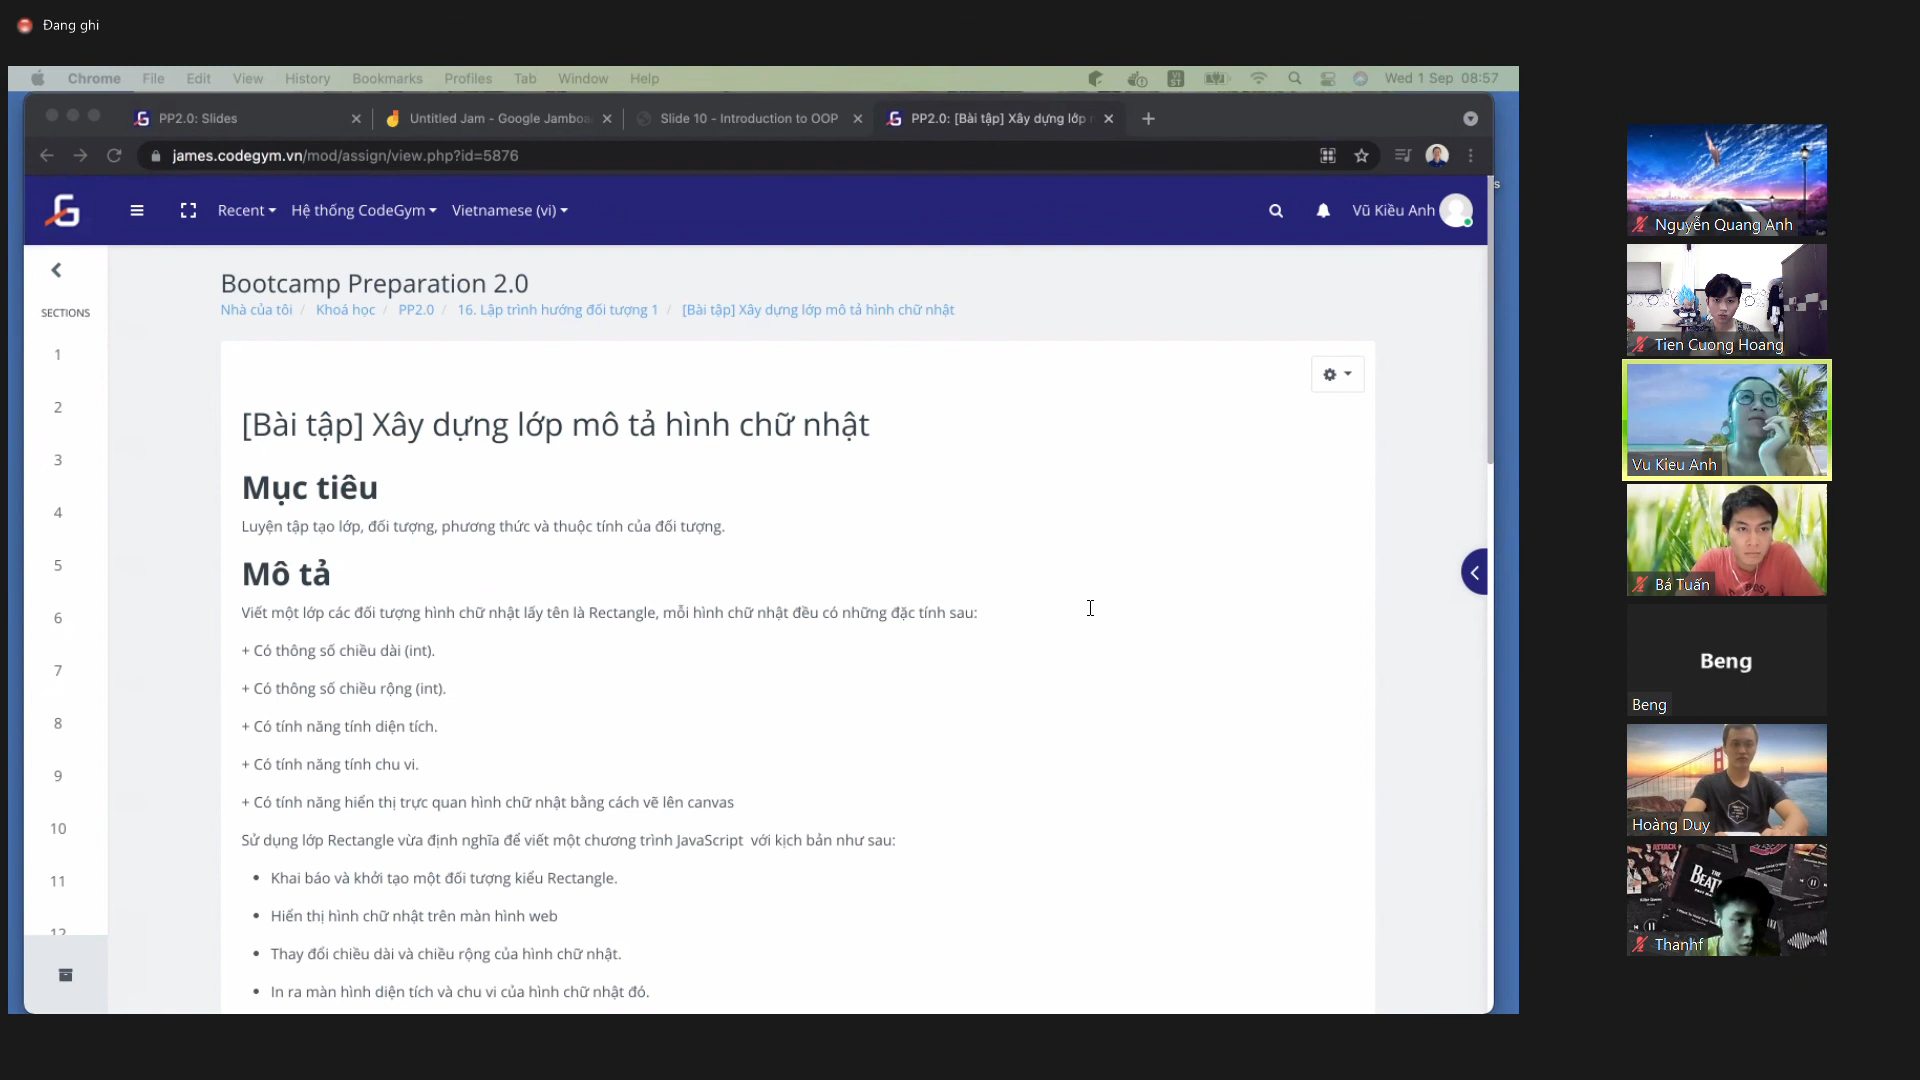 Đang ghi
Chrome File Edit View History Bookmarks Profiles Tab Window Help
Wed 1 Sep 08:57
PP2.0: Slides
Untitled Jam - Google Jamboa
Slide 10 - Introduction to OOP
PP2.0: [Bài tập] Xây dựng lớp
james.codegym.vn/mod/assign/view.php?id=5876
Recent Hệ thống CodeGym Vietnamese (vi) Vũ Kiều Anh
Bootcamp Preparation 2.0
Nhà của tôi / Khoá học / PP2.0 / 16. Lập trình hướng đối tượng 1 / [Bài tập] Xây dựng lớp mô tả hình chữ nhật
SECTIONS
1
2
3
4
5
6
7
8
9
10
11
12
[Bài tập] Xây dựng lớp mô tả hình chữ nhật
Mục tiêu
Luyện tập tạo lớp, đối tượng, phương thức và thuộc tính của đối tượng.
Mô tả
Viết một lớp các đối tượng hình chữ nhật lấy tên là Rectangle, mỗi hình chữ nhật đều có những đặc tính sau:
+ Có thông số chiều dài (int).
+ Có thông số chiều rộng (int).
+ Có tính năng tính diện tích.
+ Có tính năng tính chu vi.
+ Có tính năng hiển thị trực quan hình chữ nhật bằng cách vẽ lên canvas
Sử dụng lớp Rectangle vừa định nghĩa để viết một chương trình JavaScript với kịch bản như sau:
• Khai báo và khởi tạo một đối tượng kiểu Rectangle.
• Hiển thị hình chữ nhật trên màn hình web
• Thay đổi chiều dài và chiều rộng của hình chữ nhật.
• In ra màn hình diện tích và chu vi của hình chữ nhật đó.
Nguyễn Quang Anh
Tien Cuong Hoang
Vu Kieu Anh
Bá Tuấn
Beng
Beng
Hoàng Duy
Thanhf